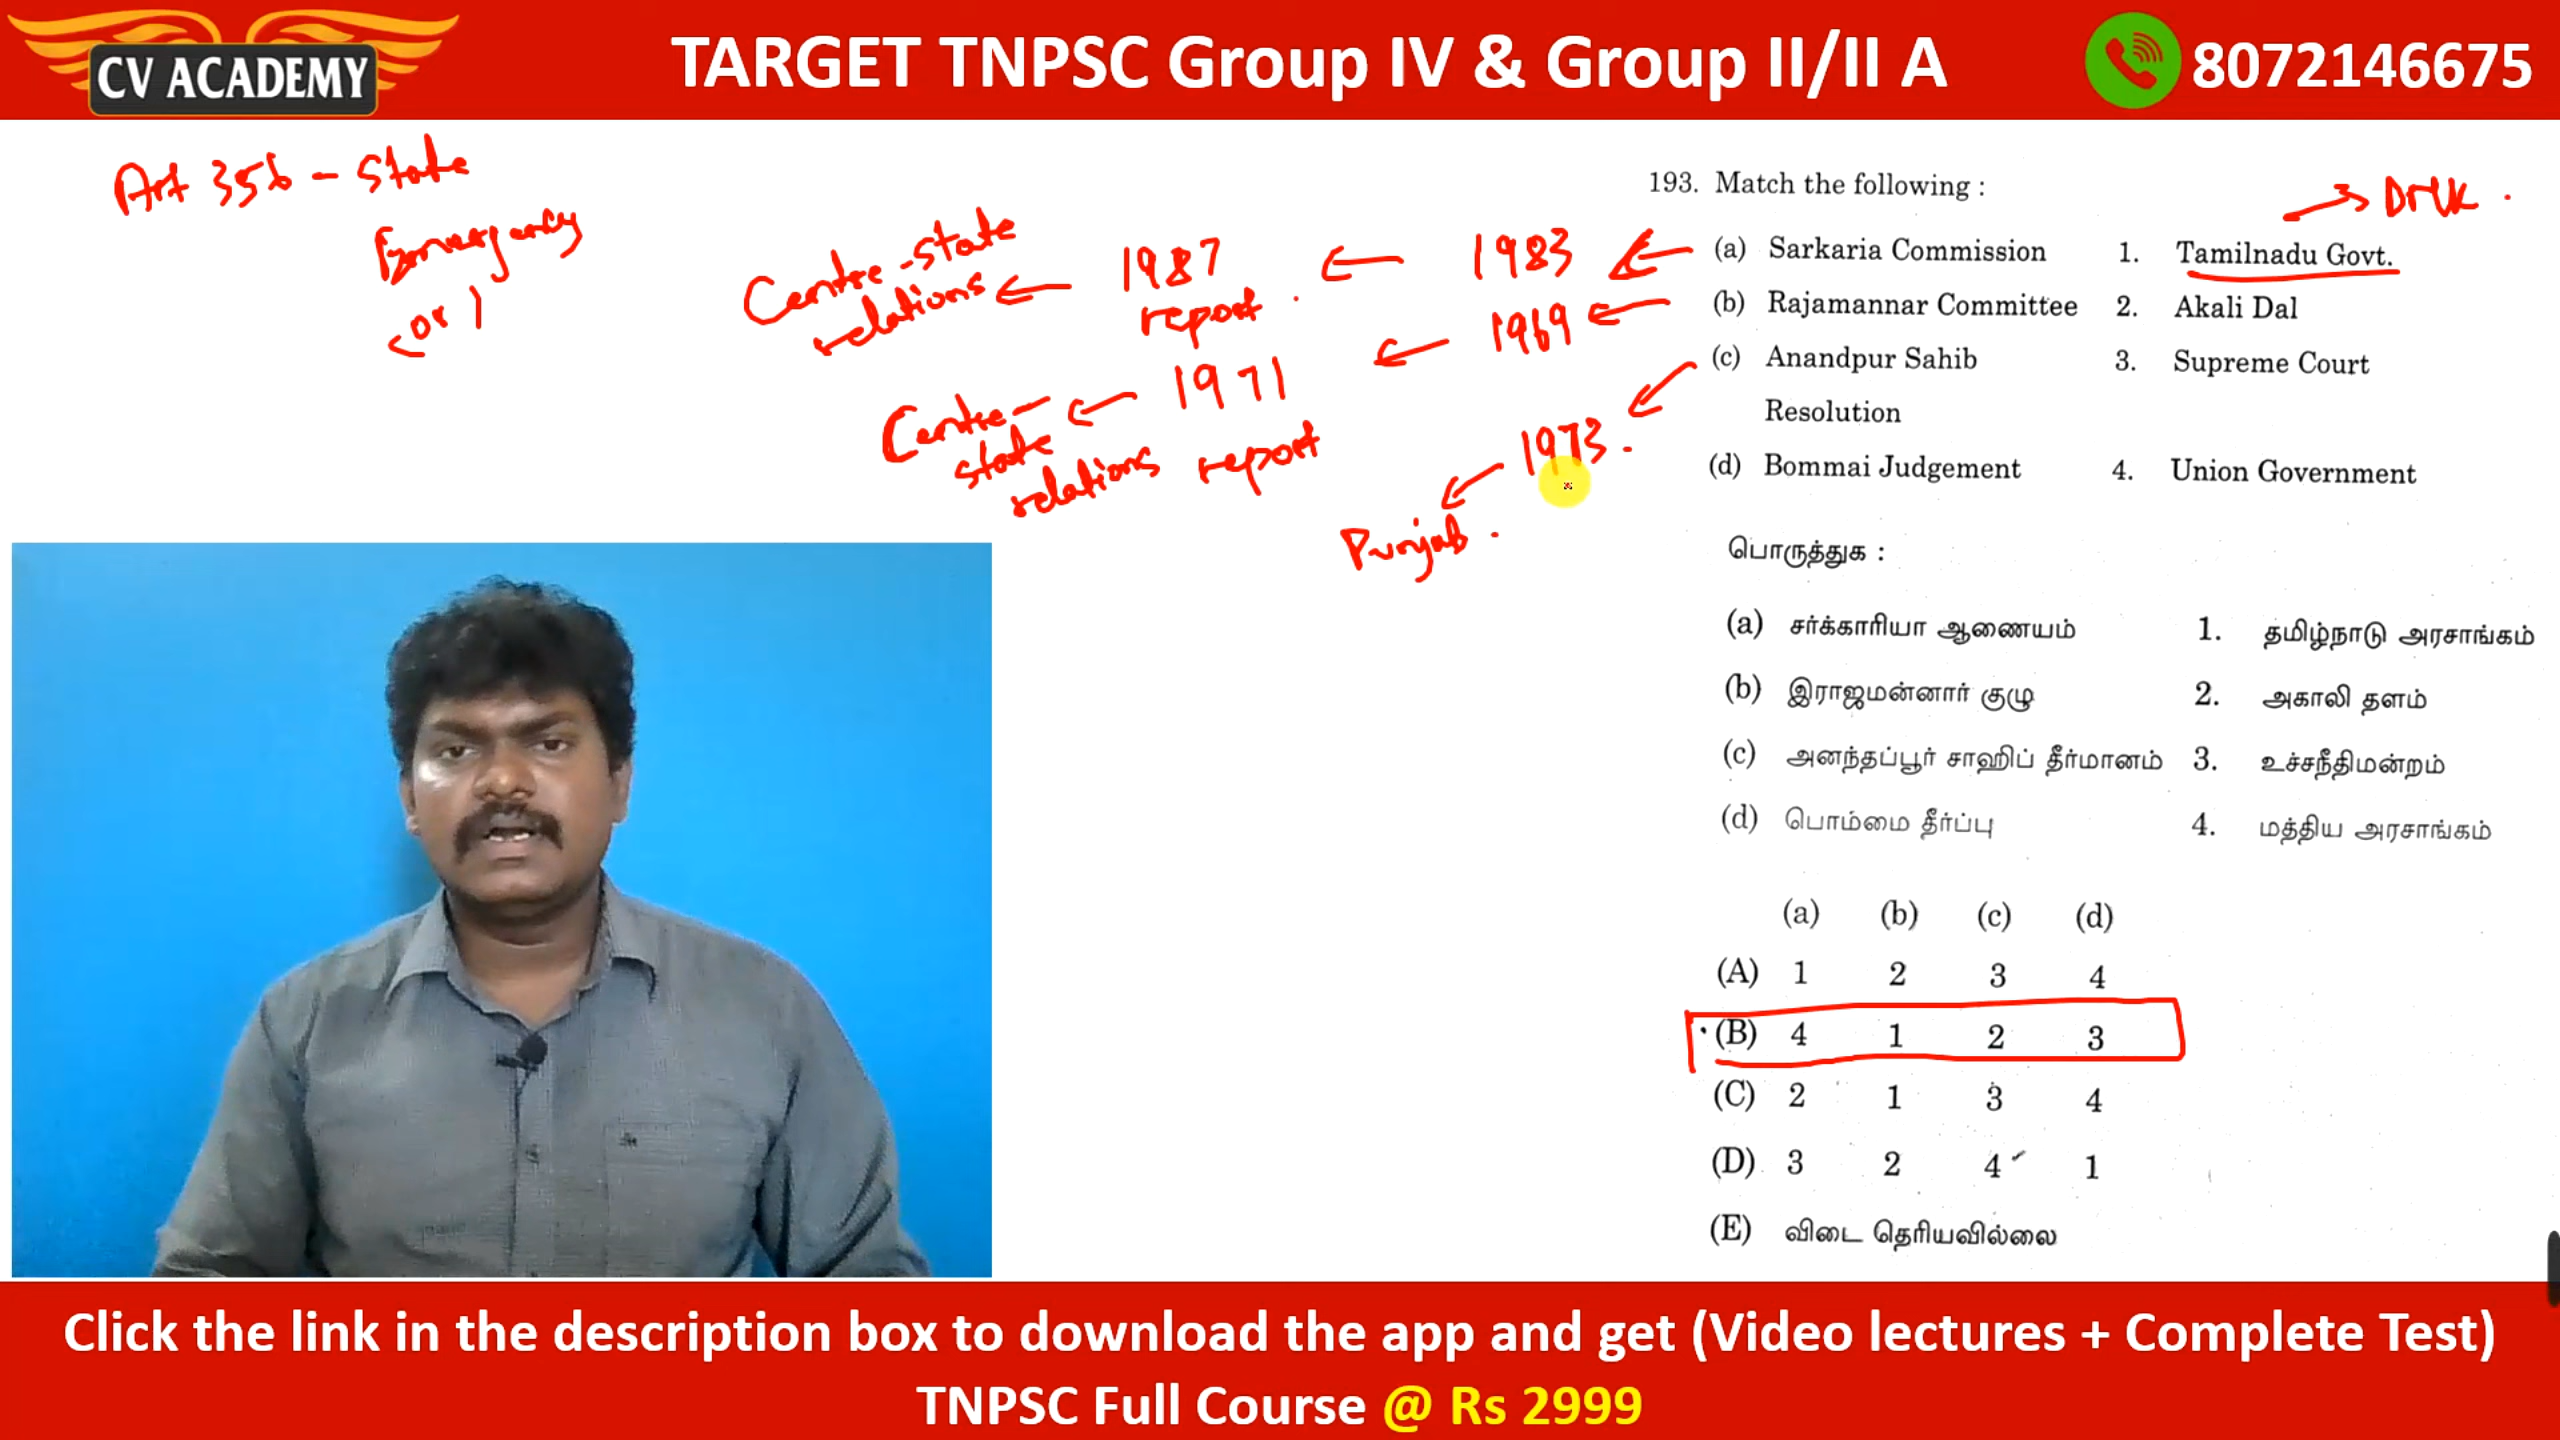 CV ACADEMY
TARGET TNPSC Group IV & Group II/II A
8072146675
Art 356 - State
Emergency
(or)
Centre-state
relations
1987
report.
1983
1969
1971
report
Centre-
state
relations
1973.
Punjab.
DMK.
193. Match the following :
(a) Sarkaria Commission 1. Tamilnadu Govt.
(b) Rajamannar Committee 2. Akali Dal
(c) Anandpur Sahib 3. Supreme Court
Resolution
(d) Bommai Judgement 4. Union Government
பொருத்துக :
(a) சர்க்காரியா ஆணையம் 1. தமிழ்நாடு அரசாங்கம்
(b) இராஜமன்னார் குழு 2. அகாலி தளம்
(c) அனந்தப்பூர் சாஹிப் தீர்மானம் 3. உச்சநீதிமன்றம்
(d) பொம்மை தீர்ப்பு 4. மத்திய அரசாங்கம்
(a) (b) (c) (d)
(A) 1 2 3 4
(B) 4 1 2 3
(C) 2 1 3 4
(D) 3 2 4 1
(E) விடை தெரியவில்லை
Click the link in the description box to download the app and get (Video lectures + Complete Test)
TNPSC Full Course @ Rs 2999